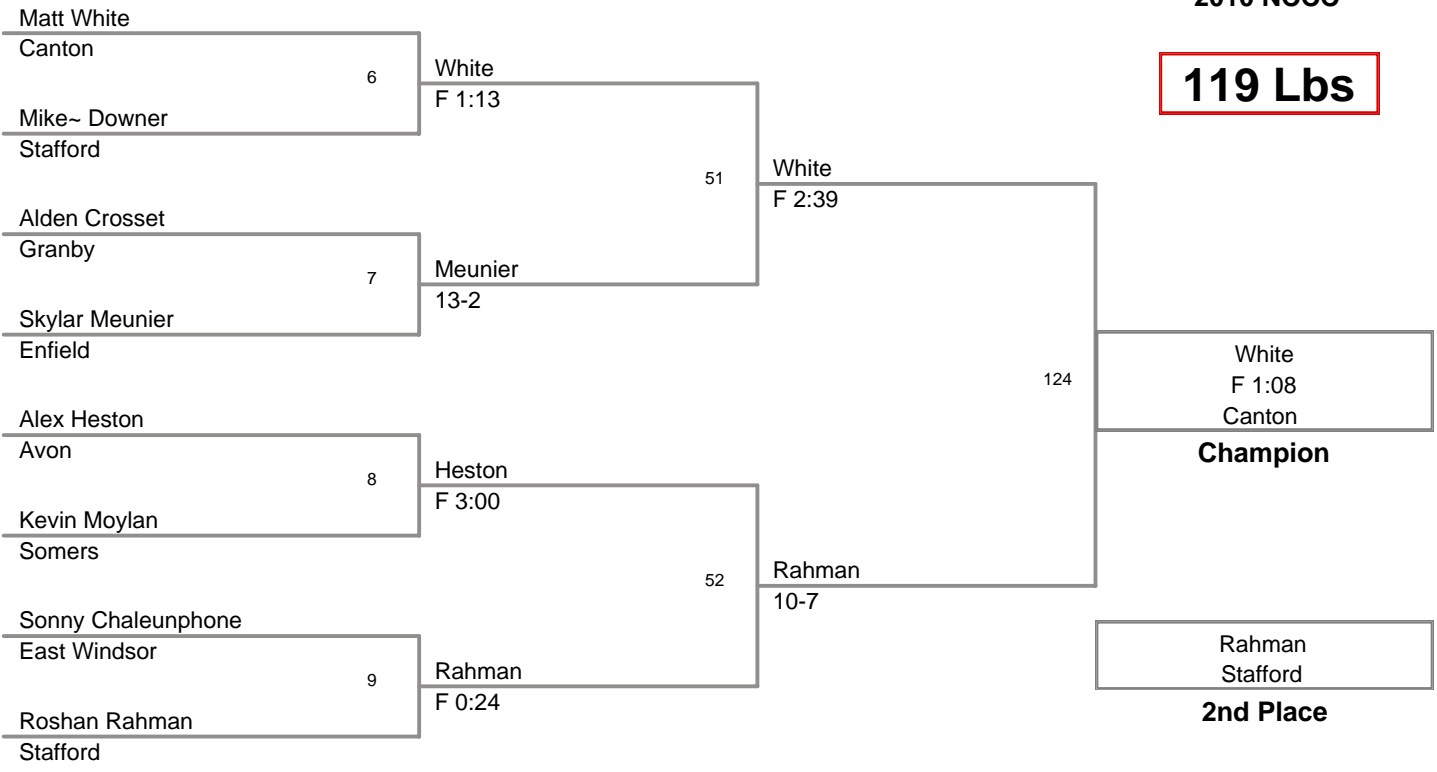 2010 NCCC
119 Lbs
Matt White
Canton
6
Mike~ Downer
Stafford
White
F 1:13
Alden Crosset
Granby
7
Skylar Meunier
Enfield
Meunier
13-2
51
White
F 2:39
Alex Heston
Avon
8
Kevin Moylan
Somers
Heston
F 3:00
Sonny Chaleunphone
East Windsor
9
Roshan Rahman
Stafford
Rahman
F 0:24
52
Rahman
10-7
124
White
F 1:08
Canton
Champion
Rahman
Stafford
2nd Place